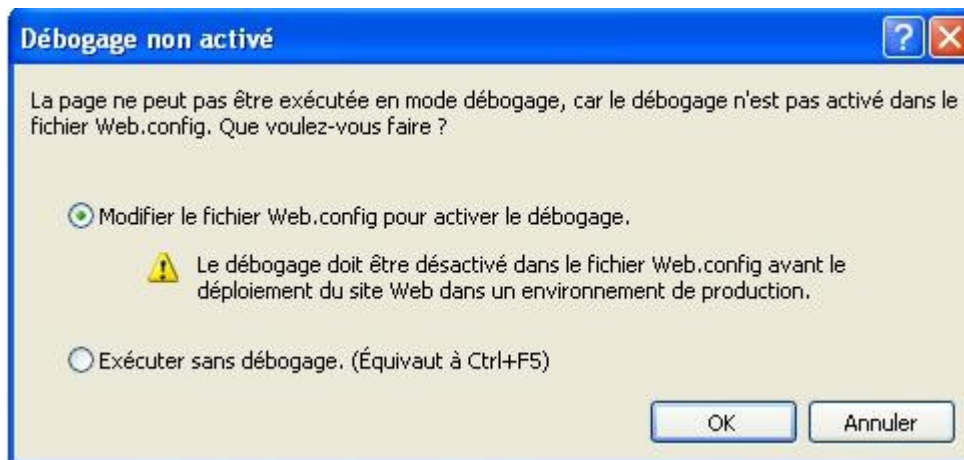 Débogage non activé
La page ne peut pas être exécutée en mode débogage, car le débogage n'est pas activé dans le
fichier Web.config. Que voulez-vous faire ?
Modifier le fichier Web.config pour activer le débogage.
Le débogage doit être désactivé dans le fichier Web.config avant le
déploiement du site Web dans un environnement de production.
Exécuter sans débogage. (Équivaut à Ctrl+F5)
OK Annuler